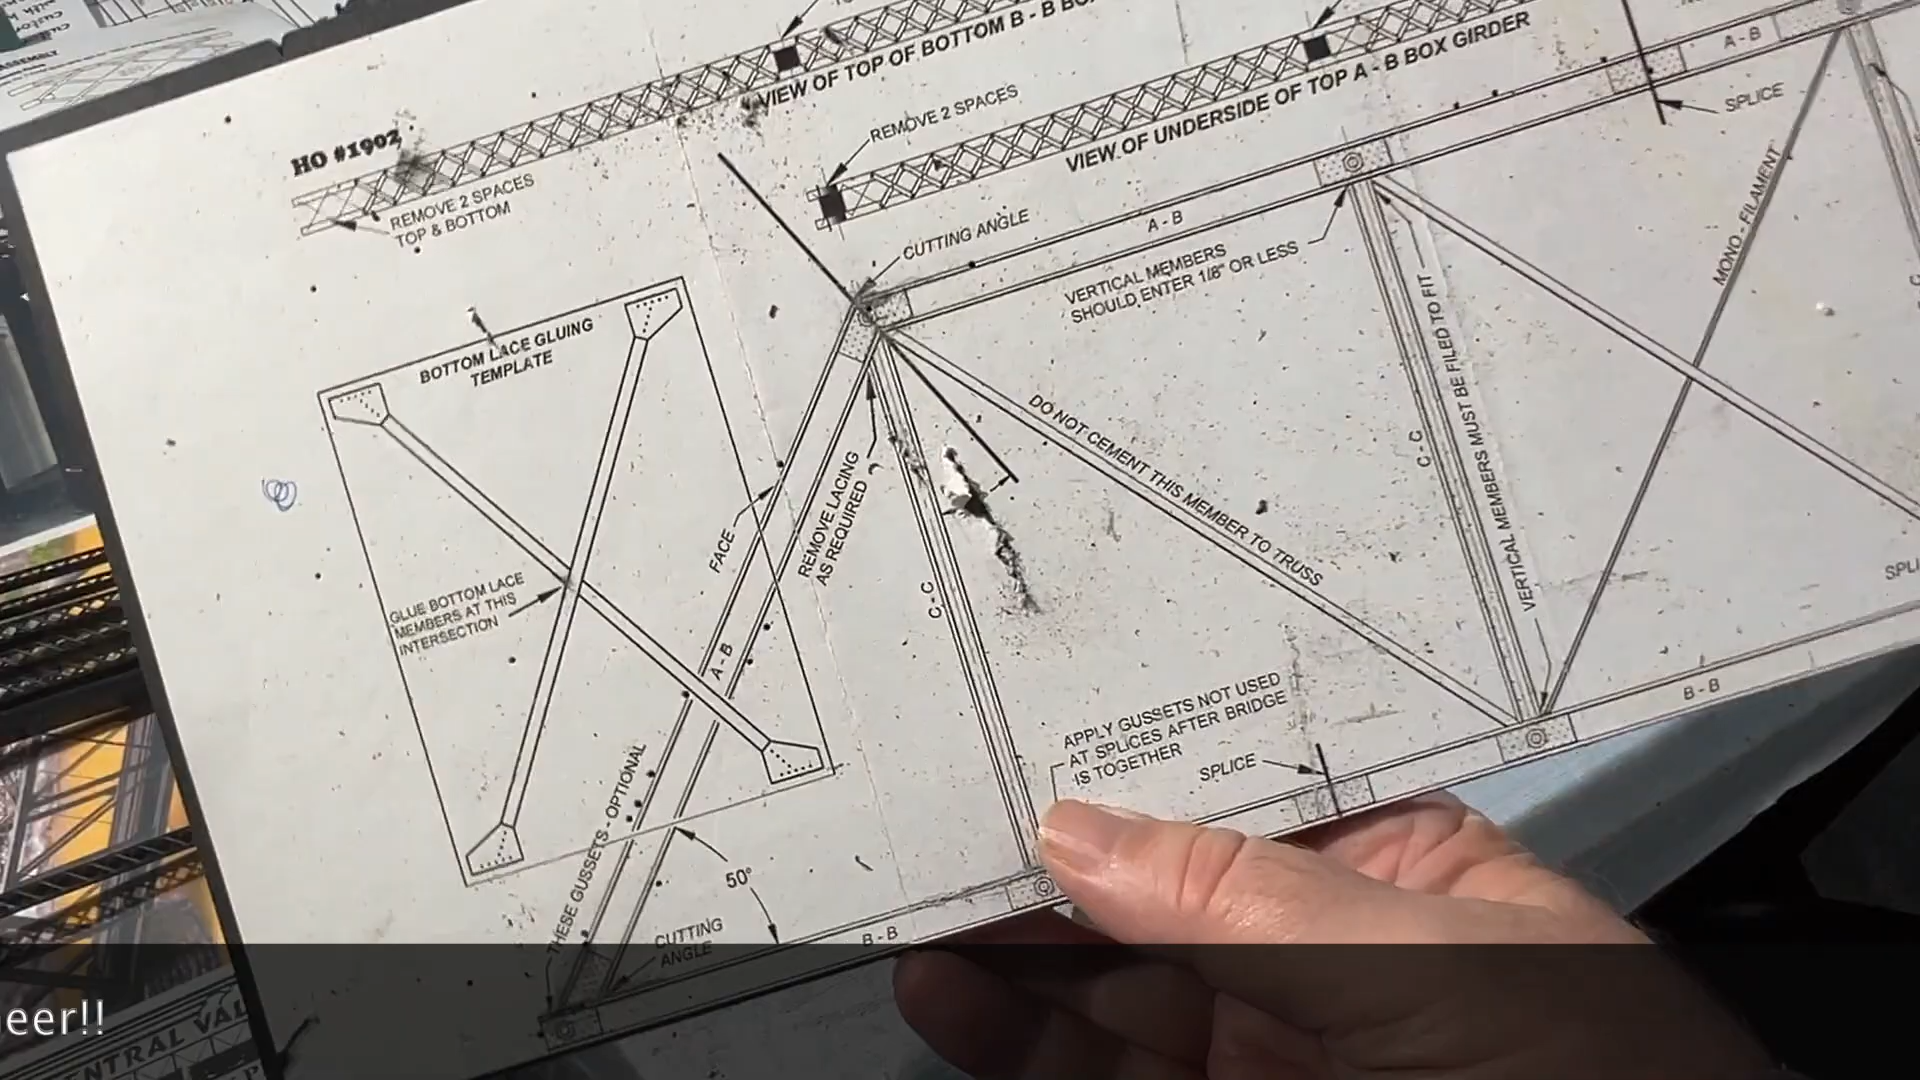 HO #1902
REMOVE 2 SPACES
TOP & BOTTOM
VIEW OF TOP OF BOTTOM B - B
REMOVE 2 SPACES
VIEW OF UNDERSIDE OF TOP A - B BOX GIRDER
A - B
SPLICE
CUTTING ANGLE
A - B
VERTICAL MEMBERS
SHOULD ENTER 1/8" OR LESS
MONO - FILAMENT
BOTTOM LACE GLUING
TEMPLATE
GLUE BOTTOM LACE
MEMBERS AT THIS
INTERSECTION
FACE
REMOVE LACING
AS REQUIRED
A - B
C - C
DO NOT CEMENT THIS MEMBER TO TRUSS
C - C
VERTICAL MEMBERS MUST BE FILED TO FIT
APPLY GUSSETS NOT USED
AT SPLICES AFTER BRIDGE
IS TOGETHER
SPLICE
B - B
THESE GUSSETS - OPTIONAL
50°
CUTTING
ANGLE
B - B
eer!!
ENTRAL VAL